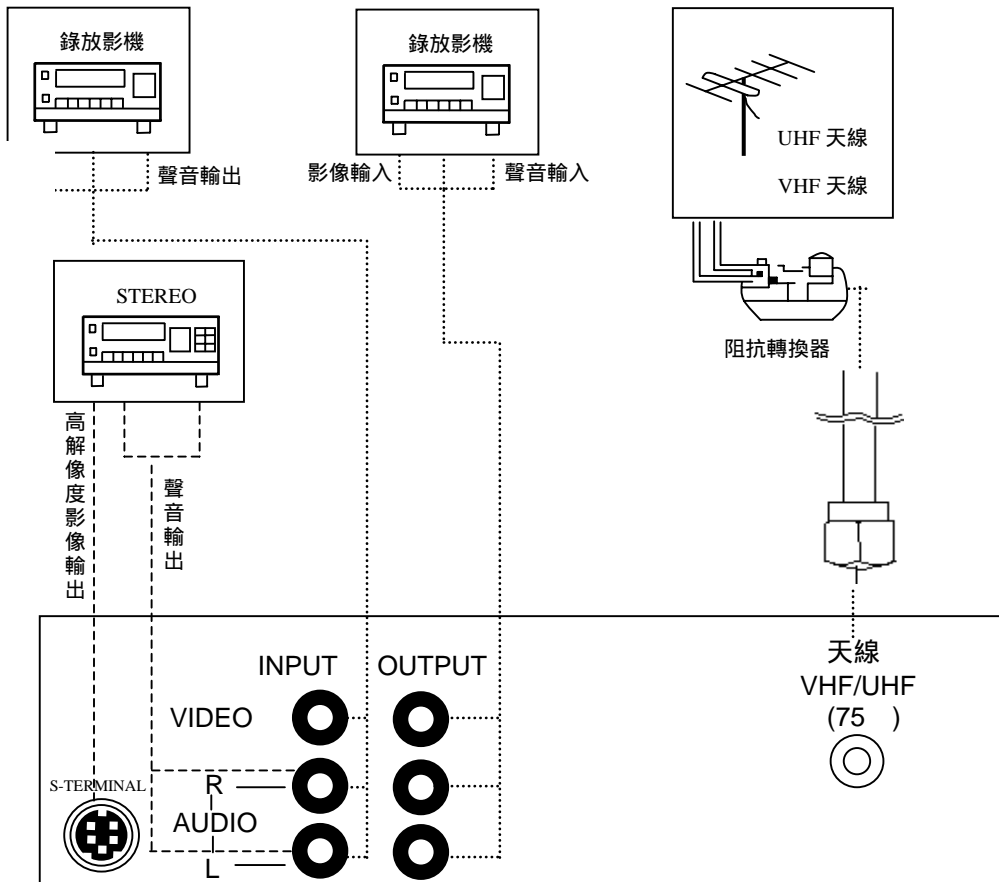 錄放影機
錄放影機
UHF 天線
VHF 天線
聲音輸出
影像輸入
聲音輸入
STEREO
阻抗轉換器
高解像度影像輸出
聲音輸出
INPUT
OUTPUT
天線
VHF/UHF
(75 )
VIDEO
S-TERMINAL
R
AUDIO
L